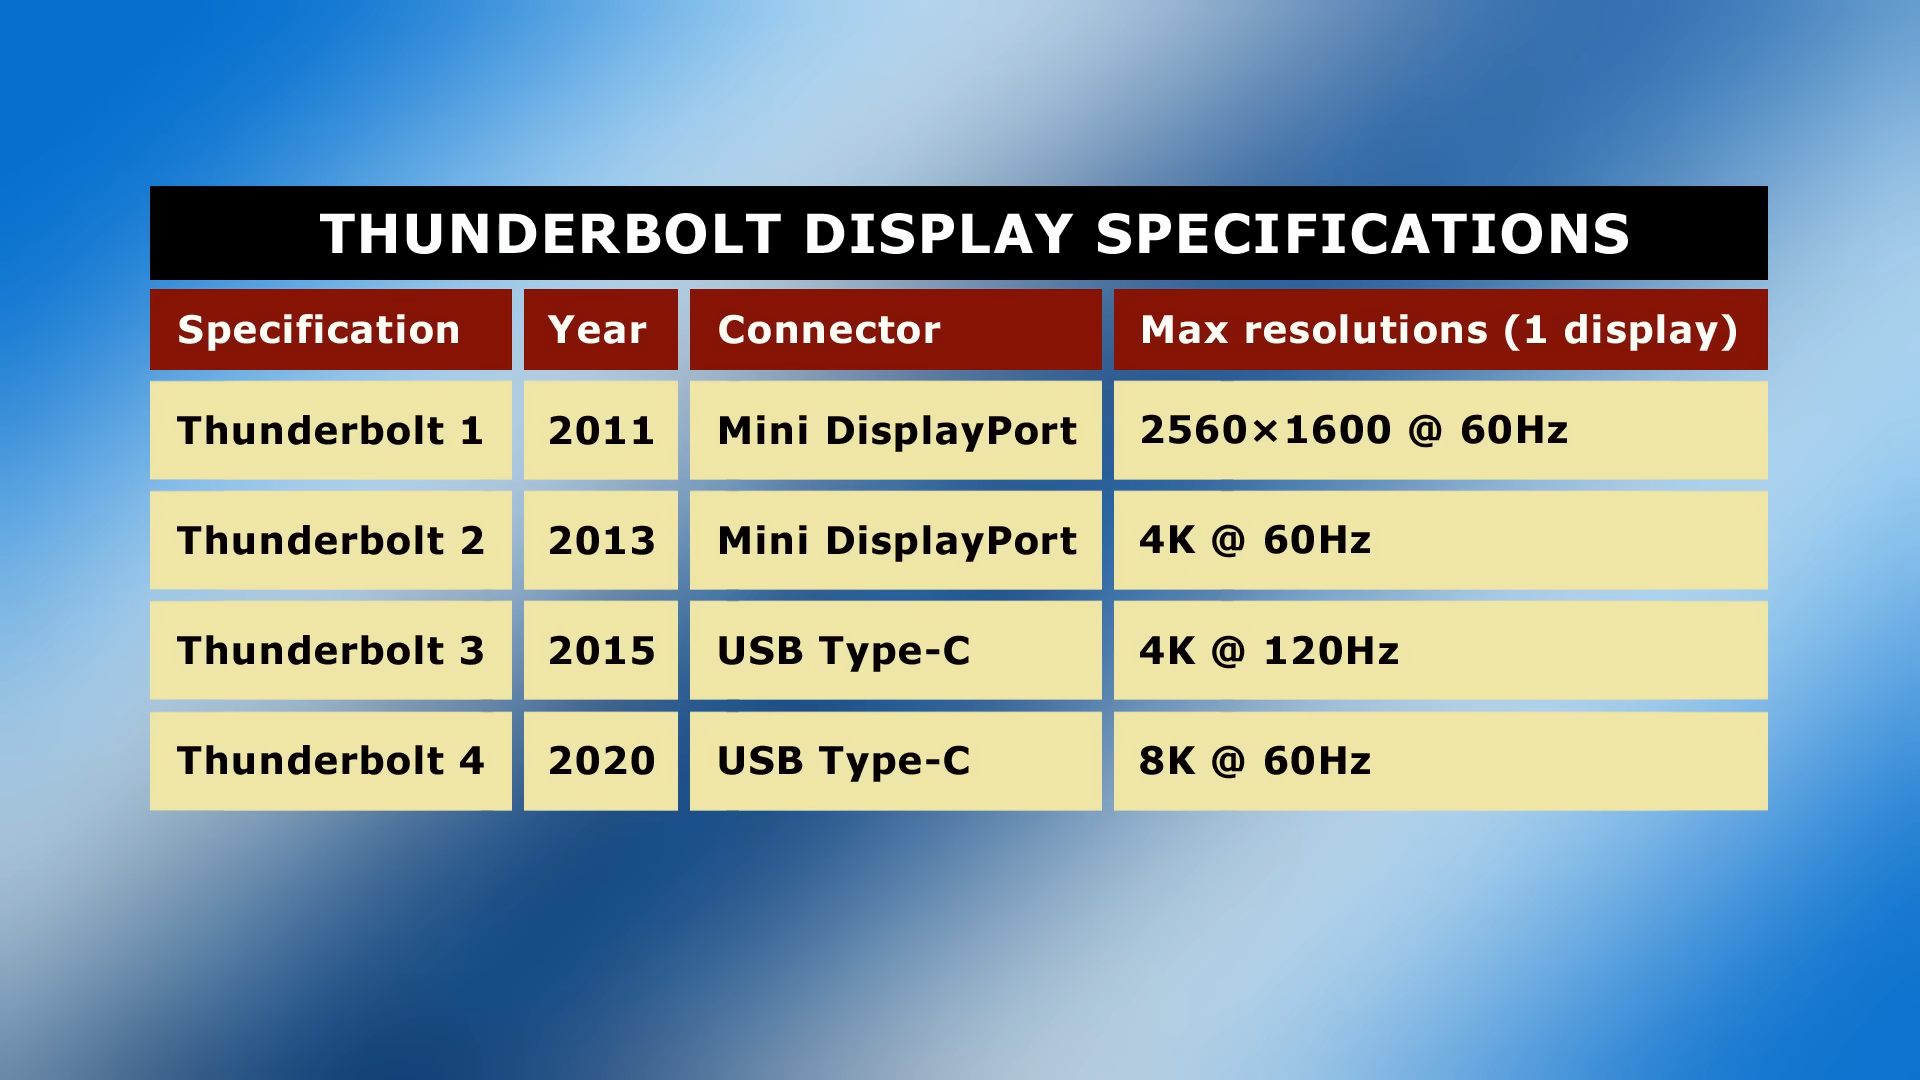 THUNDERBOLT DISPLAY SPECIFICATIONS
Specification Year Connector Max resolutions (1 display)
Thunderbolt 1 2011 Mini DisplayPort 2560×1600 @ 60Hz
Thunderbolt 2 2013 Mini DisplayPort 4K @ 60Hz
Thunderbolt 3 2015 USB Type-C 4K @ 120Hz
Thunderbolt 4 2020 USB Type-C 8K @ 60Hz